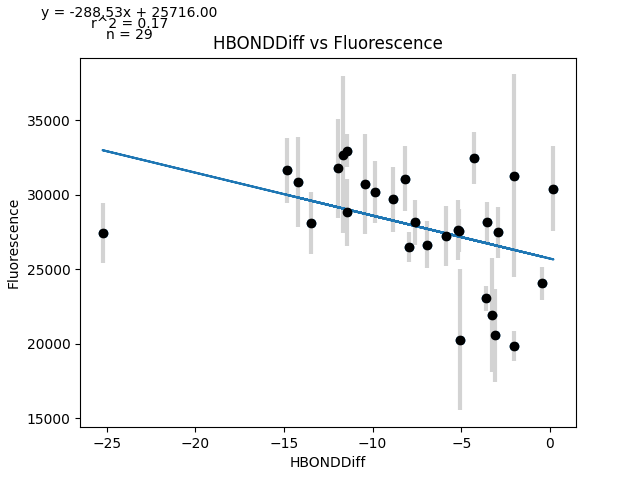 y = -288.53x + 25716.00
r^2 = 0.17
n = 29
HBONDDiff vs Fluorescence
35000
30000
25000
20000
15000
Fluorescence
−25 −20 −15 −10 −5 0
HBONDDiff